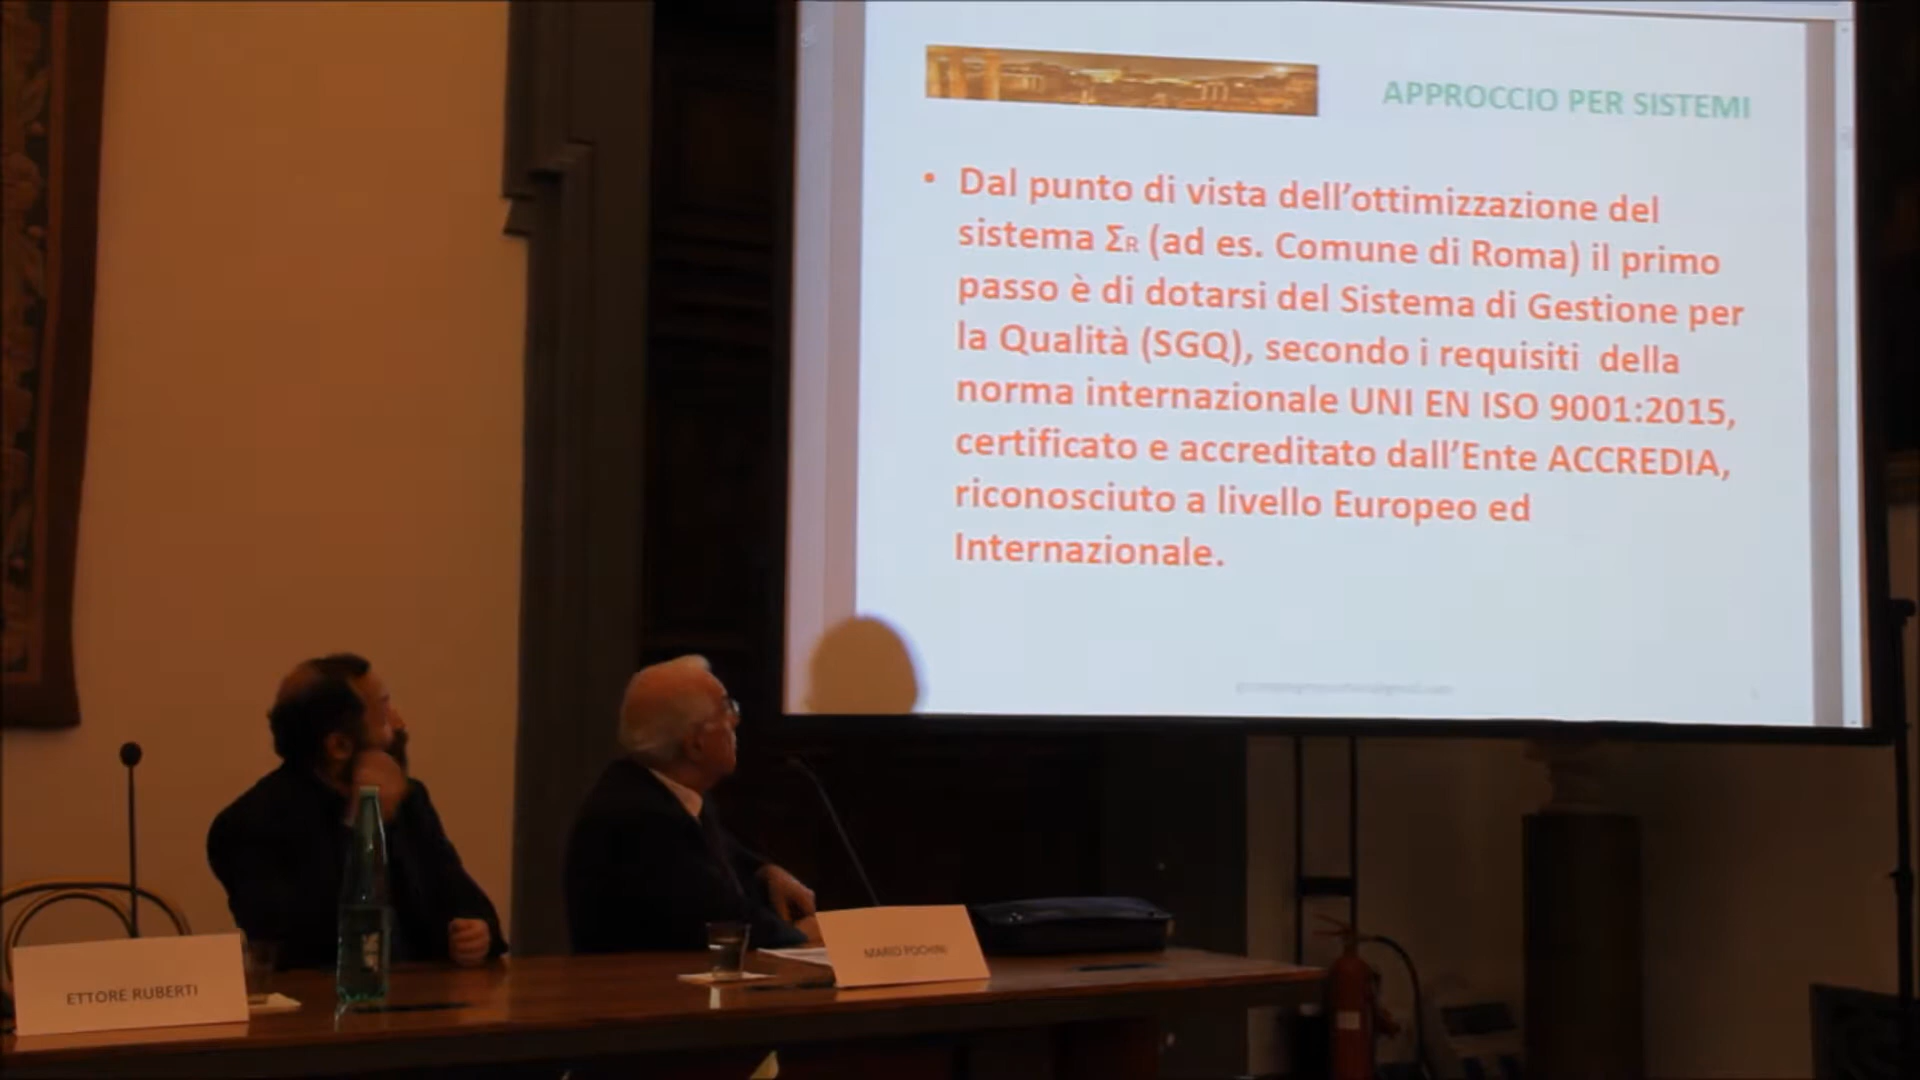 APPROCCIO PER SISTEMI
• Dal punto di vista dell'ottimizzazione del
sistema ΣR (ad es. Comune di Roma) il primo
passo è di dotarsi del Sistema di Gestione per
la Qualità (SGQ), secondo i requisiti della
norma internazionale UNI EN ISO 9001:2015,
certificato e accreditato dall'Ente ACCREDIA,
riconosciuto a livello Europeo ed
Internazionale.
ETTORE RUBERTI
MARIO POCHINI